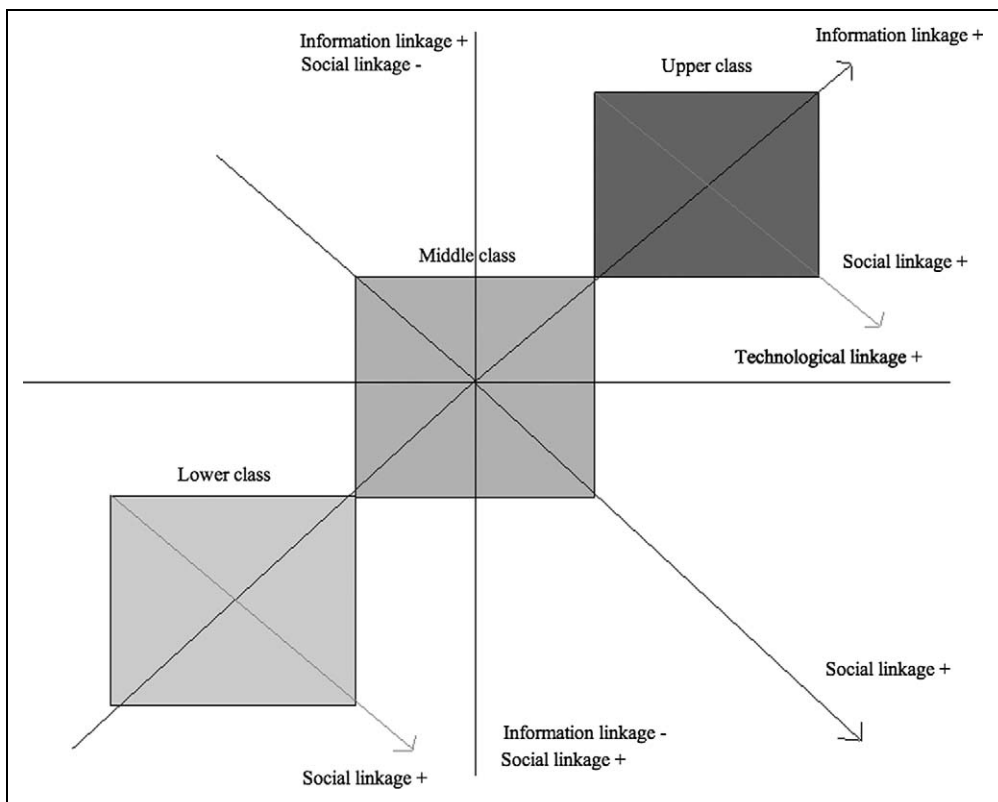 Information linkage +
Social linkage -
Information linkage +
Upper class
Middle class
Social linkage +
Technological linkage +
Lower class
Social linkage +
Information linkage -
Social linkage +
Social linkage +